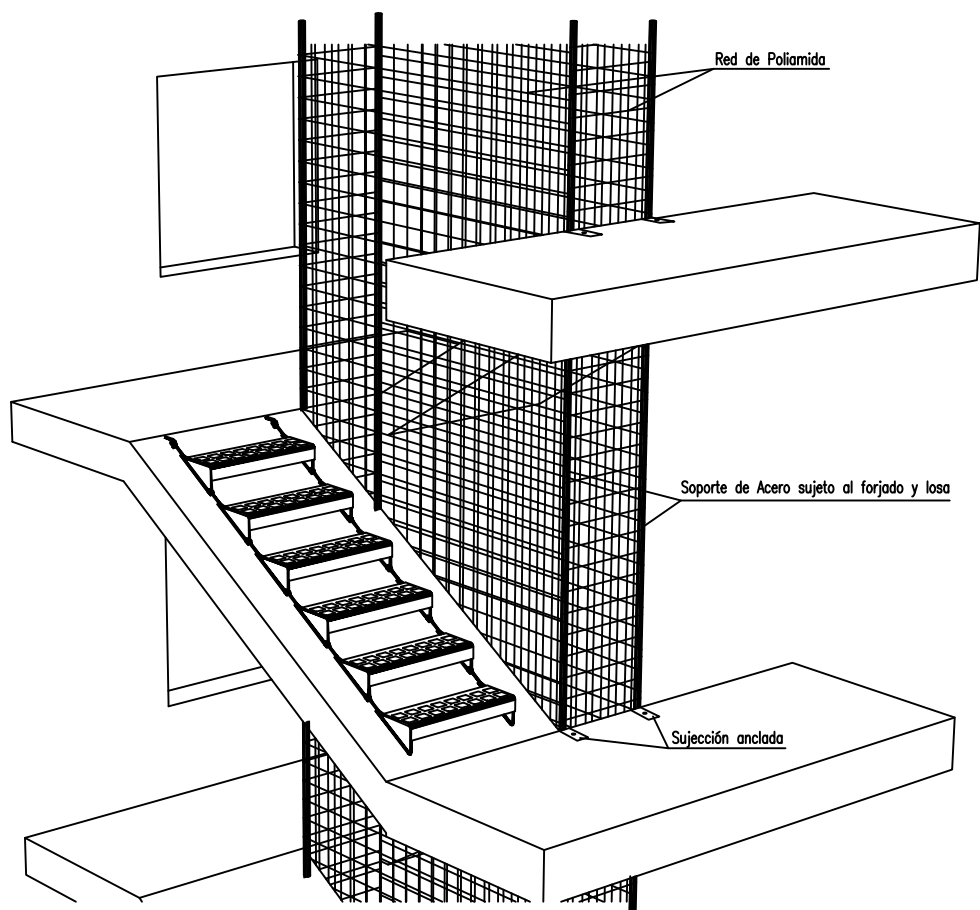 Red de Poliamida
Soporte de Acero sujeto al forjado y losa
Sujección anclada